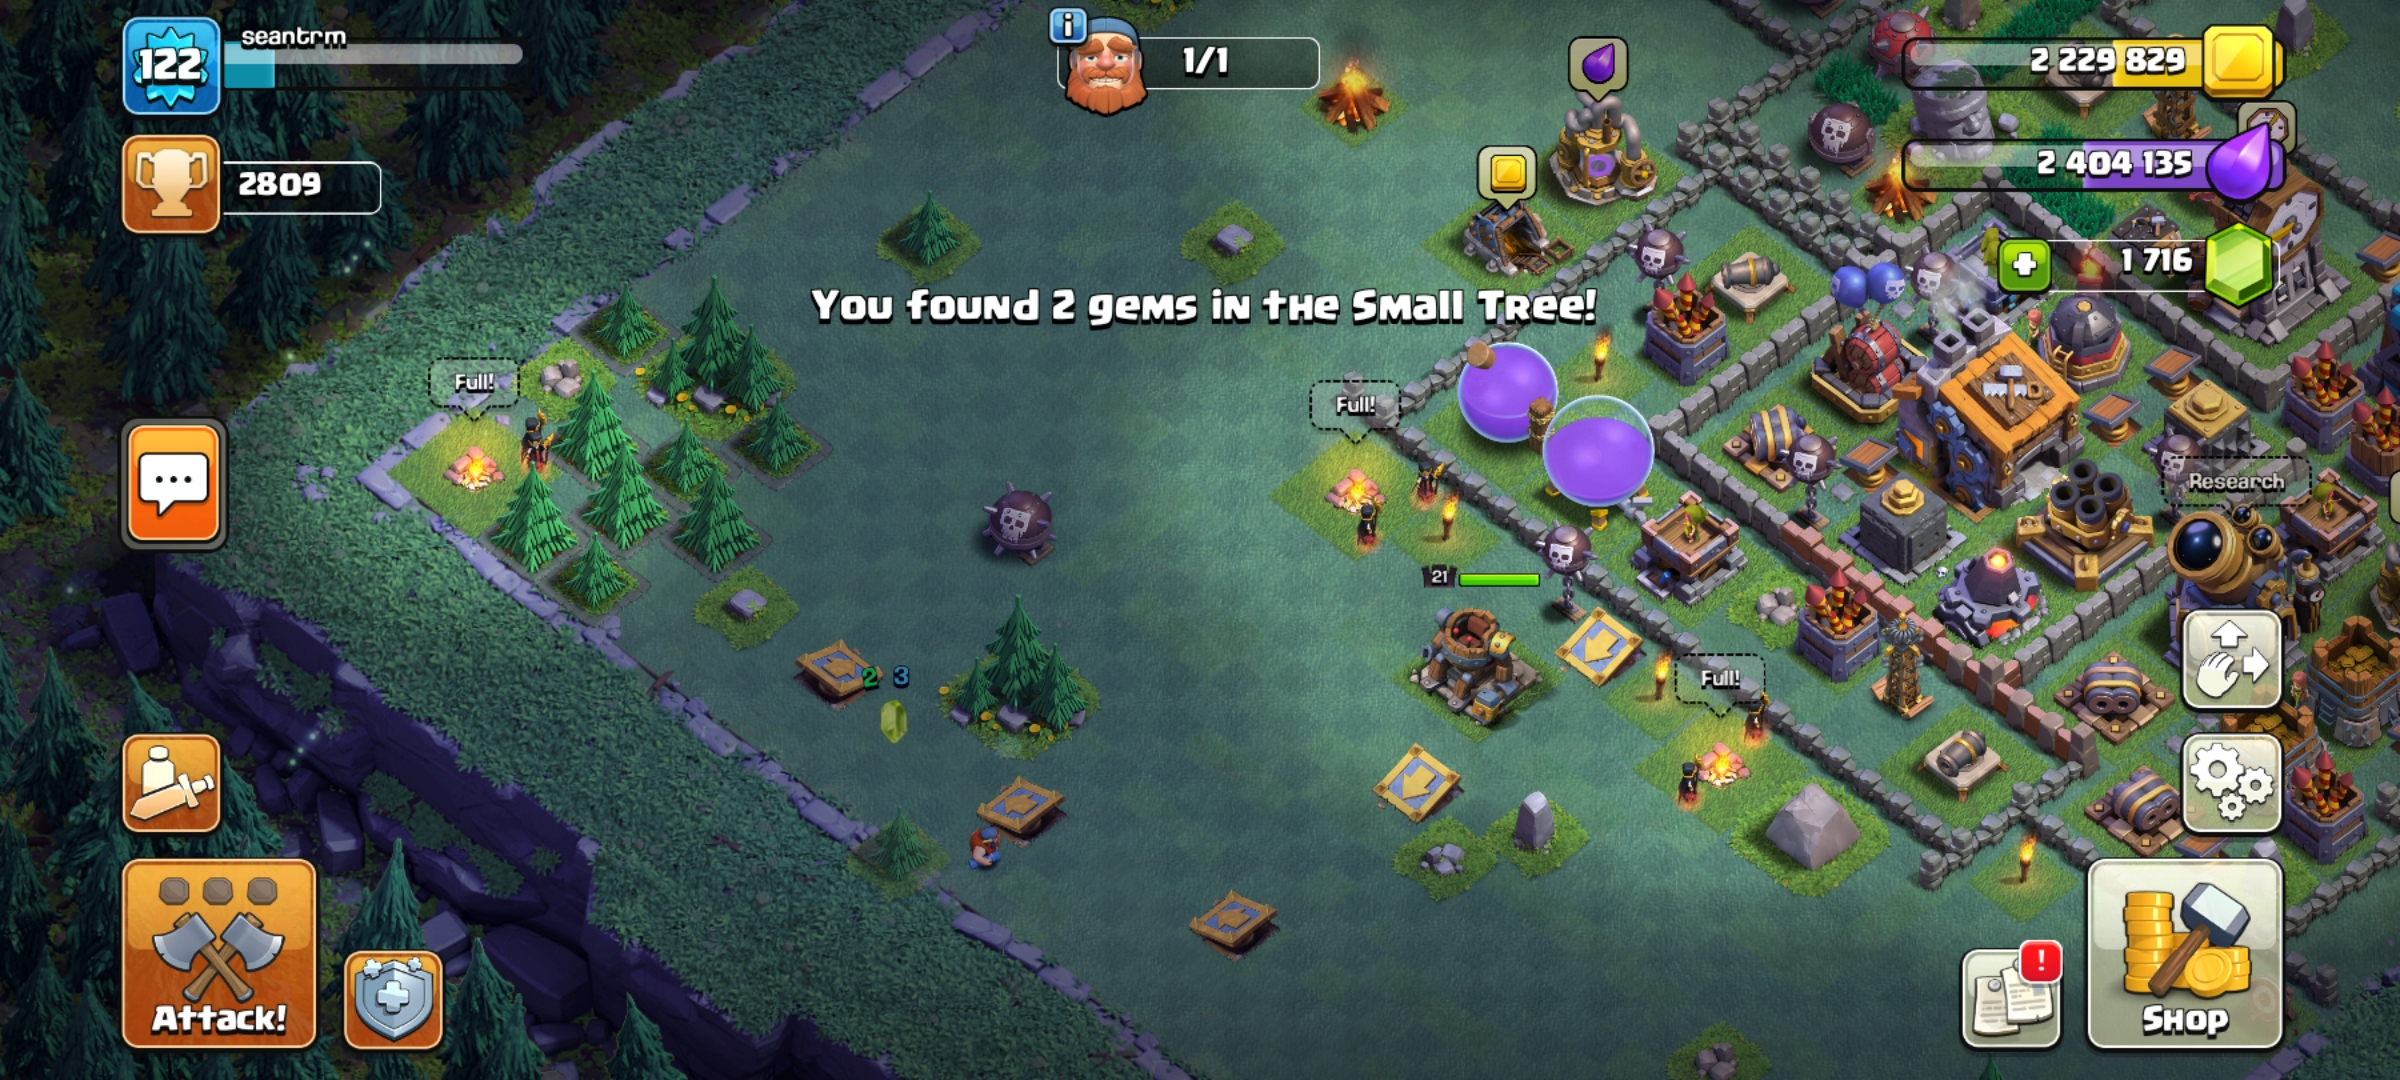 122
seantrm
2809
1/1
2 229 829
2 404 135
1 716
You found 2 gems in the Small Tree!
Full!
Full!
Research
21
2 3
Full!
Attack!
!
Shop